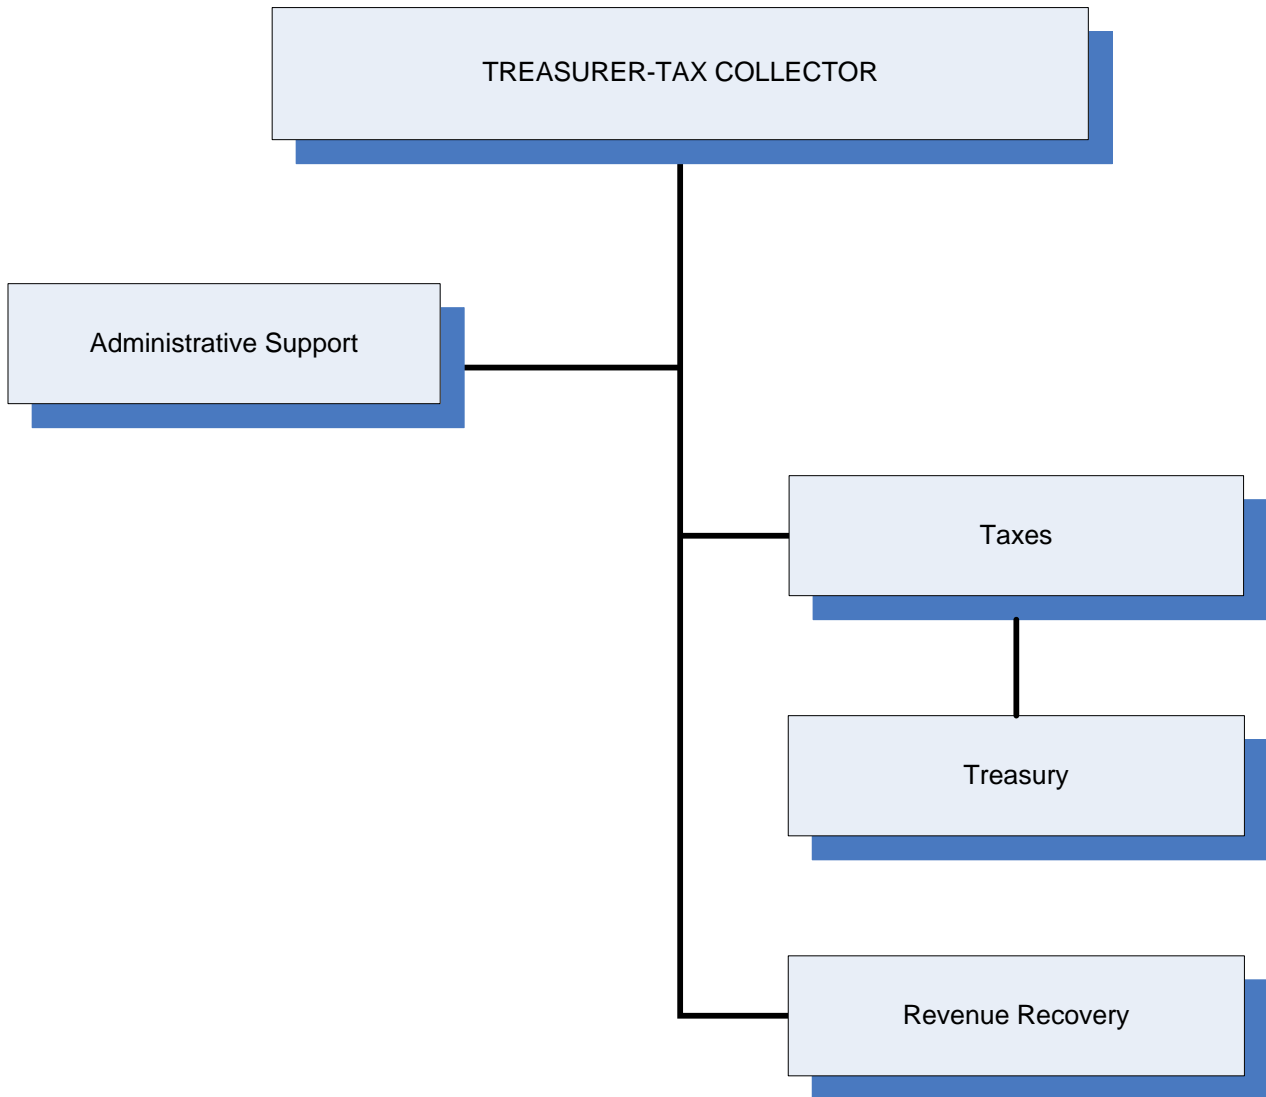 TREASURER-TAX COLLECTOR
Administrative Support
Taxes
Treasury
Revenue Recovery